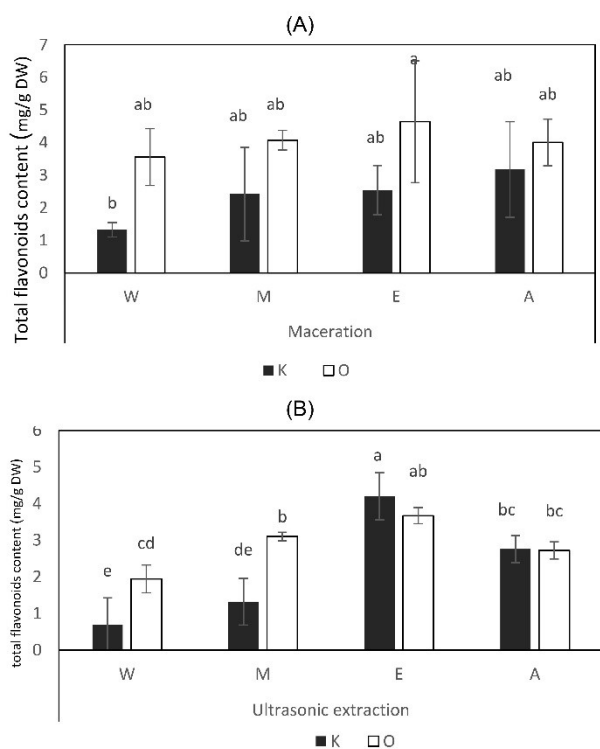 (A)
Total flavonoids content (mg/g DW)
7
6
5
4
3
2
1
0
b
ab
ab
ab
ab
a
ab
ab
W
M
E
A
Maceration
K
O
(B)
total flavonoids content (mg/g DW)
6
5
4
3
2
1
0
e
cd
de
b
a
ab
bc
bc
W
M
E
A
Ultrasonic extraction
K
O